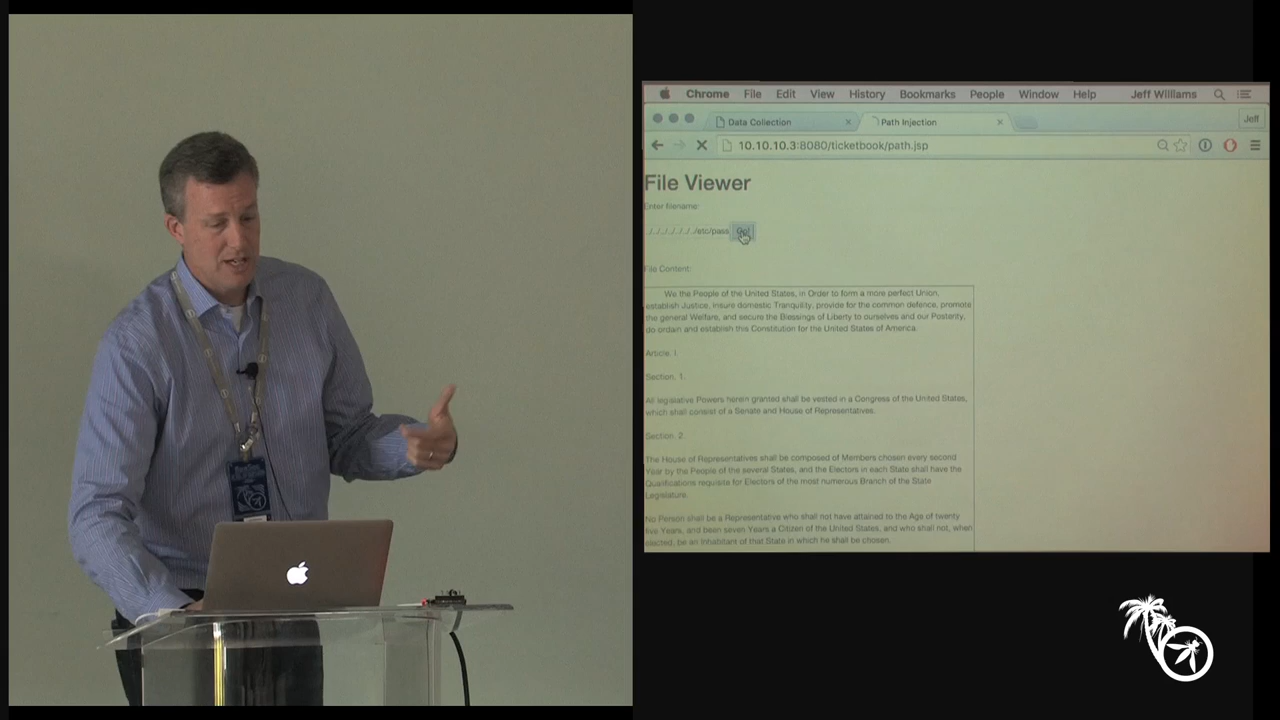 Chrome File Edit View History Bookmarks People Window Help Jeff Williams
Data Collection × Path Injection × Jeff
10.10.10.3:8080/ticketbook/path.jsp
File Viewer
Enter filename:
../../../../../../../etc/pass Go!
File Content:
We the People of the United States, in Order to form a more perfect Union,
establish Justice, insure domestic Tranquility, provide for the common defence, promote
the general Welfare, and secure the Blessings of Liberty to ourselves and our Posterity,
do ordain and establish this Constitution for the United States of America.
Article. I.
Section. 1.
All legislative Powers herein granted shall be vested in a Congress of the United States,
which shall consist of a Senate and House of Representatives.
Section. 2.
The House of Representatives shall be composed of Members chosen every second
Year by the People of the several States, and the Electors in each State shall have the
Qualifications requisite for Electors of the most numerous Branch of the State
Legislature.
No Person shall be a Representative who shall not have attained to the Age of twenty
five Years, and been seven Years a Citizen of the United States, and who shall not, when
elected, be an Inhabitant of that State in which he shall be chosen.